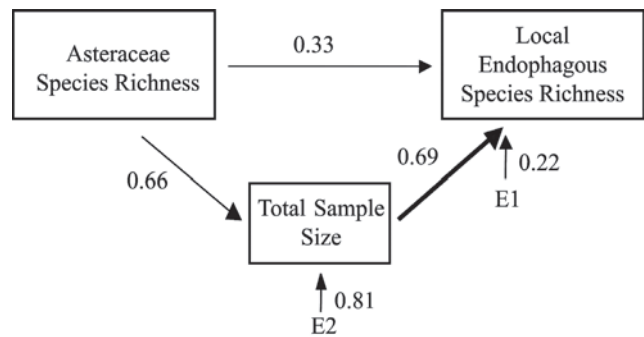 Asteraceae
Species Richness
0.33
Local
Endophagous
Species Richness
0.66
0.69
0.22
E1
Total Sample
Size
0.81
E2